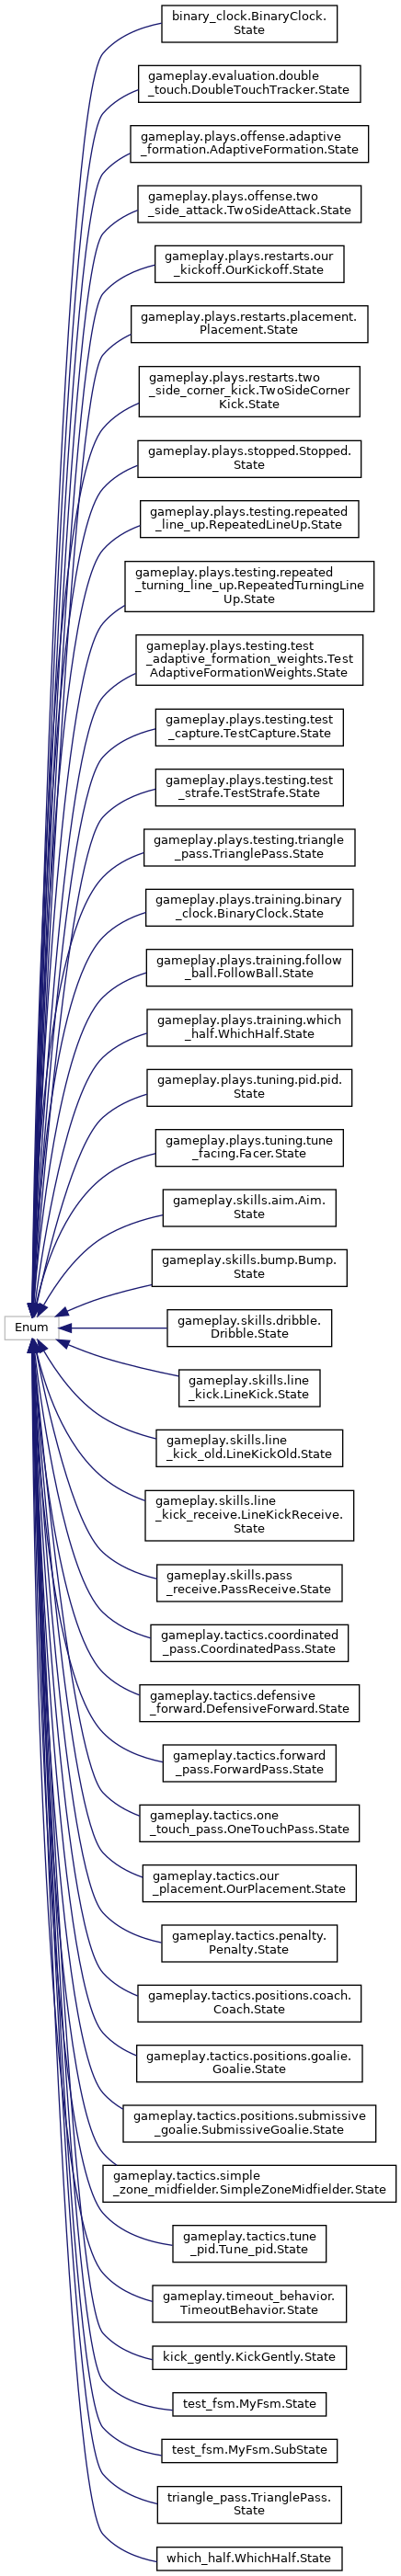 binary_clock.BinaryClock.
State
gameplay.evaluation.double
_touch.DoubleTouchTracker.State
gameplay.plays.offense.adaptive
_formation.AdaptiveFormation.State
gameplay.plays.offense.two
_side_attack.TwoSideAttack.State
gameplay.plays.restarts.our
_kickoff.OurKickoff.State
gameplay.plays.restarts.placement.
Placement.State
gameplay.plays.restarts.two
_side_corner_kick.TwoSideCorner
Kick.State
gameplay.plays.stopped.Stopped.
State
gameplay.plays.testing.repeated
_line_up.RepeatedLineUp.State
gameplay.plays.testing.repeated
_turning_line_up.RepeatedTurningLine
Up.State
gameplay.plays.testing.test
_adaptive_formation_weights.Test
AdaptiveFormationWeights.State
gameplay.plays.testing.test
_capture.TestCapture.State
gameplay.plays.testing.test
_strafe.TestStrafe.State
gameplay.plays.testing.triangle
_pass.TrianglePass.State
gameplay.plays.training.binary
_clock.BinaryClock.State
gameplay.plays.training.follow
_ball.FollowBall.State
gameplay.plays.training.which
_half.WhichHalf.State
gameplay.plays.tuning.pid.pid.
State
gameplay.plays.tuning.tune
_facing.Facer.State
gameplay.skills.aim.Aim.
State
gameplay.skills.bump.Bump.
State
Enum
gameplay.skills.dribble.
Dribble.State
gameplay.skills.line
_kick.LineKick.State
gameplay.skills.line
_kick_old.LineKickOld.State
gameplay.skills.line
_kick_receive.LineKickReceive.
State
gameplay.skills.pass
_receive.PassReceive.State
gameplay.tactics.coordinated
_pass.CoordinatedPass.State
gameplay.tactics.defensive
_forward.DefensiveForward.State
gameplay.tactics.forward
_pass.ForwardPass.State
gameplay.tactics.one
_touch_pass.OneTouchPass.State
gameplay.tactics.our
_placement.OurPlacement.State
gameplay.tactics.penalty.
Penalty.State
gameplay.tactics.positions.coach.
Coach.State
gameplay.tactics.positions.goalie.
Goalie.State
gameplay.tactics.positions.submissive
_goalie.SubmissiveGoalie.State
gameplay.tactics.simple
_zone_midfielder.SimpleZoneMidfielder.State
gameplay.tactics.tune
_pid.Tune_pid.State
gameplay.timeout_behavior.
TimeoutBehavior.State
kick_gently.KickGently.State
test_fsm.MyFsm.State
test_fsm.MyFsm.SubState
triangle_pass.TrianglePass.
State
which_half.WhichHalf.State